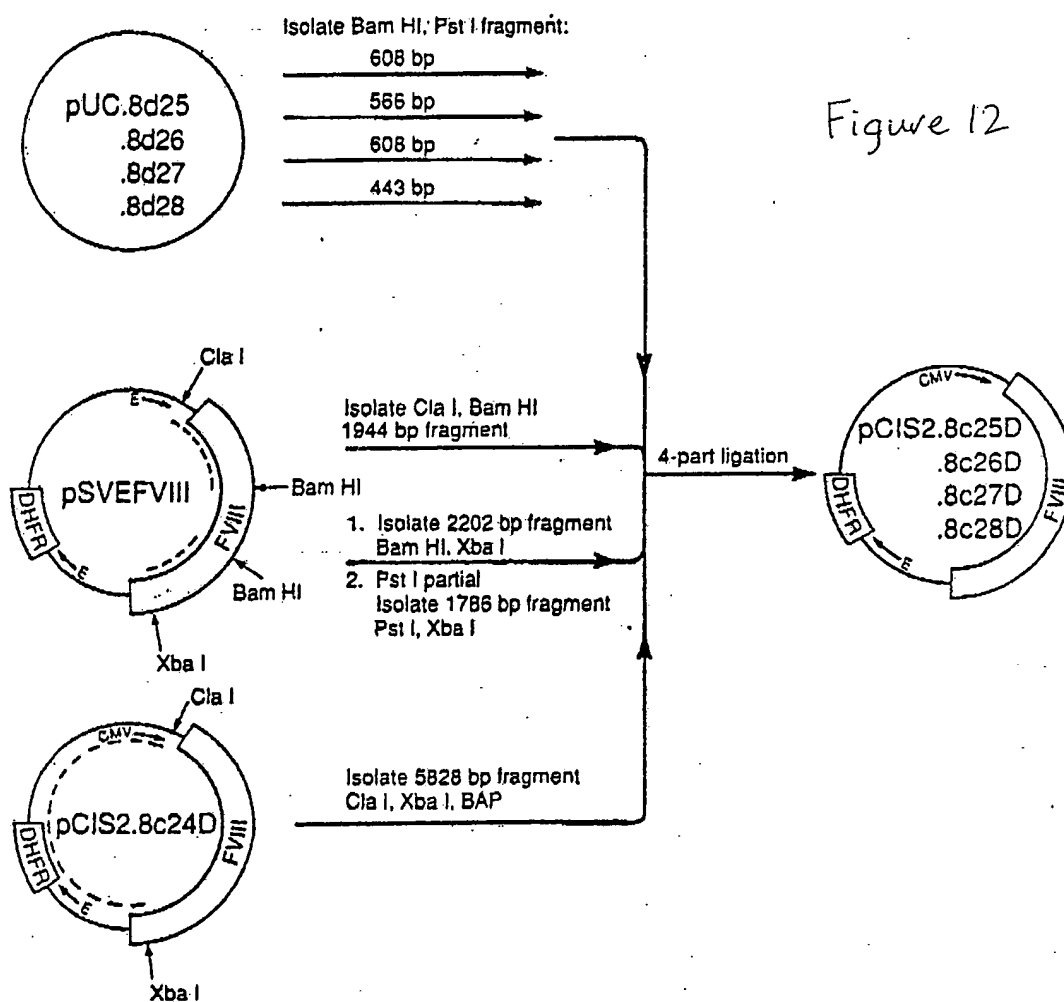 Isolate Bam HI, Pst I fragment:
608 bp
566 bp
608 bp
443 bp
pUC.8d25
.8d26
.8d27
.8d28
Figure 12
Cla I
E
pSVEFVIII
FVIII
DHFR
E
Bam HI
Bam HI
Xba I
Isolate Cla I, Bam HI
1944 bp fragment
1. Isolate 2202 bp fragment
Bam HI, Xba I
2. Pst I partial
Isolate 1786 bp fragment
Pst I, Xba I
4-part ligation
CMV
pCIS2.8c25D
.8c26D
.8c27D
.8c28D
DHFR
E
FVIII
Cla I
CMV
pCIS2.8c24D
FVIII
DHFR
E
Xba I
Isolate 5828 bp fragment
Cla I, Xba I, BAP